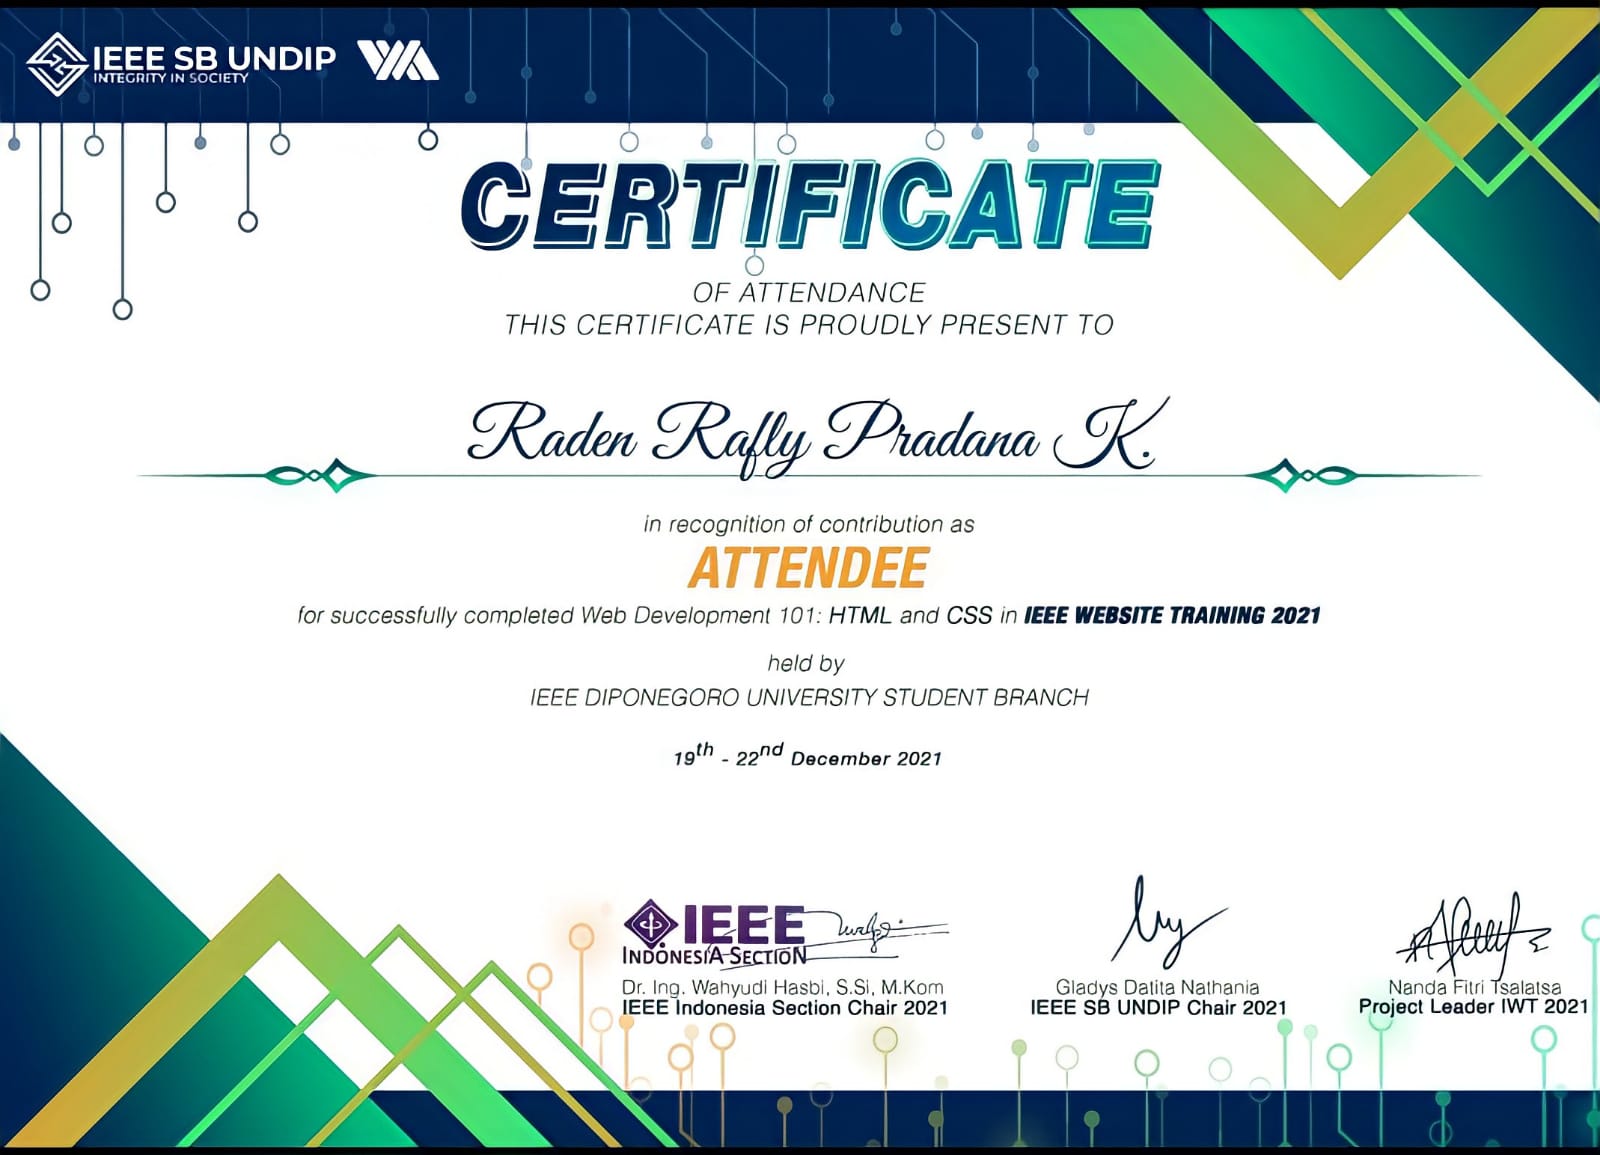 IEEE SB UNDIP
INTEGRITY IN SOCIETY
CERTIFICATE
OF ATTENDANCE
THIS CERTIFICATE IS PROUDLY PRESENT TO
Raden Rafly Pradana K.
in recognition of contribution as
ATTENDEE
for successfully completed Web Development 101: HTML and CSS in IEEE WEBSITE TRAINING 2021
held by
IEEE DIPONEGORO UNIVERSITY STUDENT BRANCH
19th - 22nd December 2021
IEEE
INDONESIA SECTION
Dr. Ing. Wahyudi Hasbi, S.Si, M.Kom
IEEE Indonesia Section Chair 2021
Gladys Datita Nathania
IEEE SB UNDIP Chair 2021
Nanda Fitri Tsalatsa
Project Leader IWT 2021